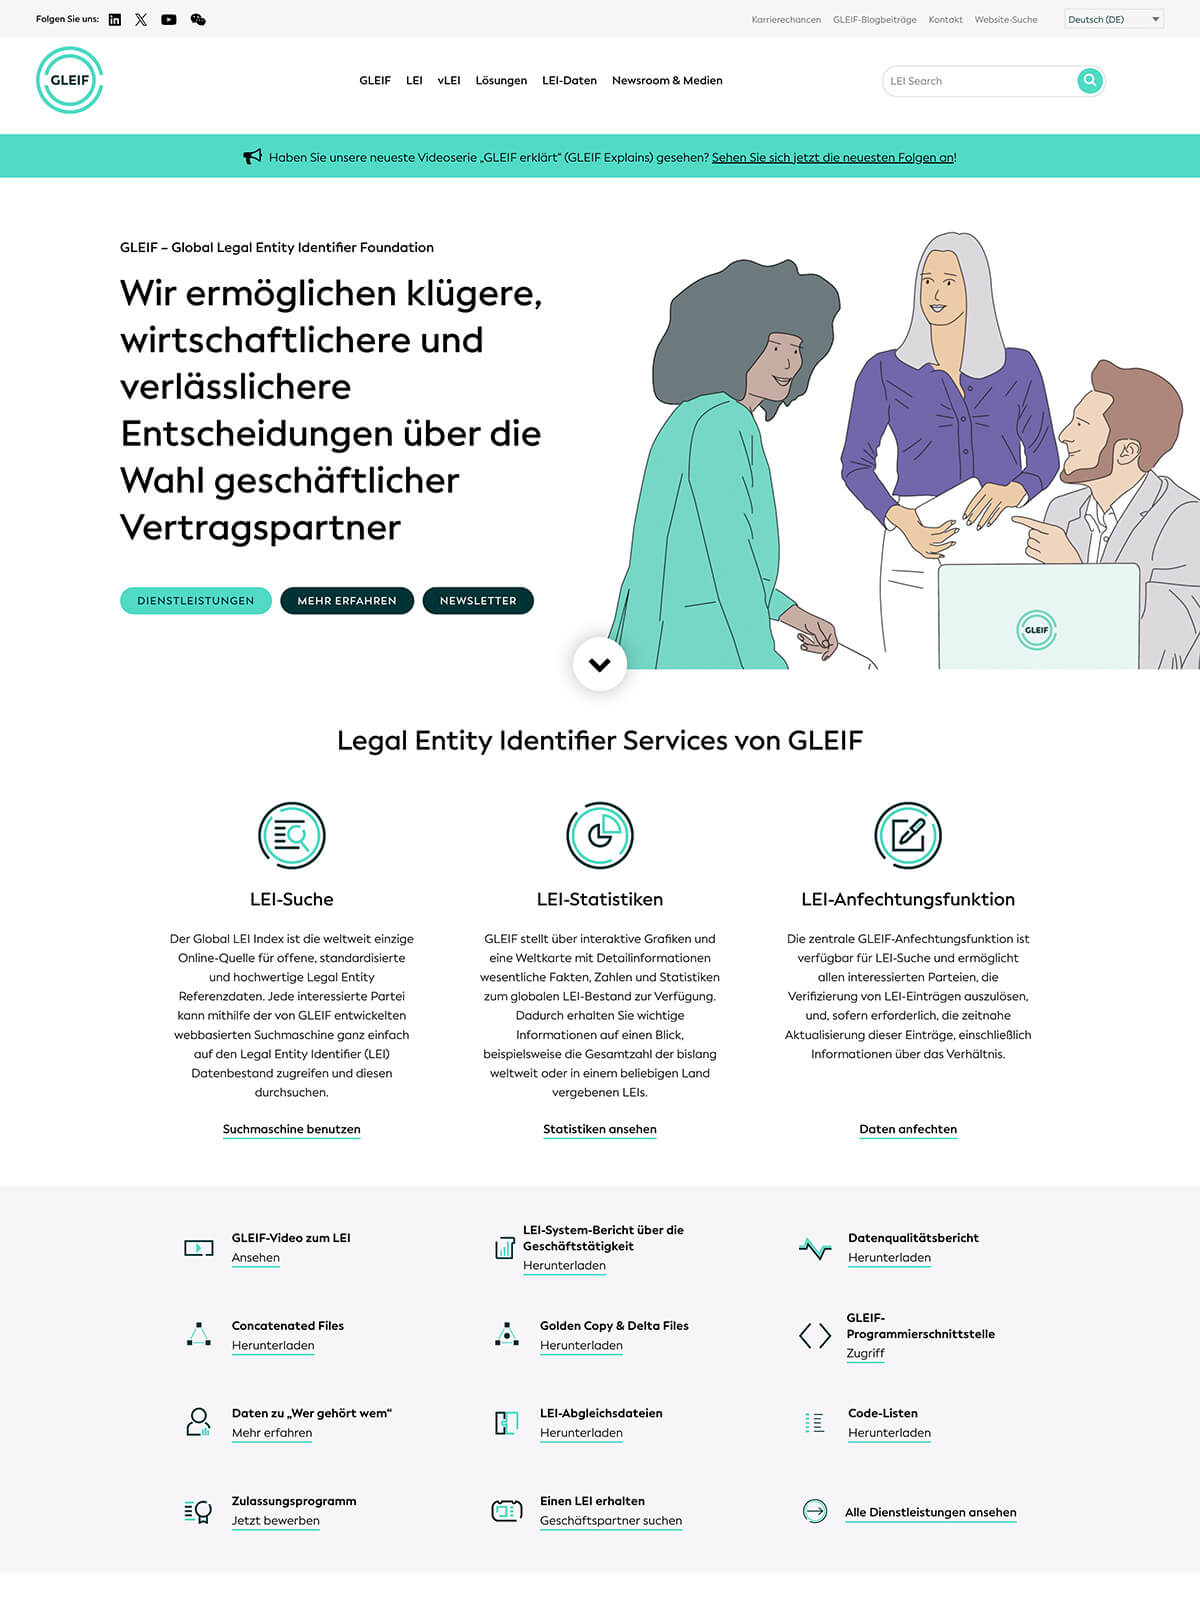 Folgen Sie uns:
Karrierechancen GLEIF-Blogbeiträge Kontakt Website-Suche Deutsch (DE)
GLEIF
GLEIF LEI vLEI Lösungen LEI-Daten Newsroom & Medien
LEI Search
Haben Sie unsere neueste Videoserie „GLEIF erklärt“ (GLEIF Explains) gesehen? Sehen Sie sich jetzt die neuesten Folgen an!
GLEIF – Global Legal Entity Identifier Foundation
Wir ermöglichen klügere,
wirtschaftlichere und
verlässlichere
Entscheidungen über die
Wahl geschäftlicher
Vertragspartner
DIENSTLEISTUNGEN MEHR ERFAHREN NEWSLETTER
GLEIF
Legal Entity Identifier Services von GLEIF
LEI-Suche
Der Global LEI Index ist die weltweit einzige
Online-Quelle für offene, standardisierte
und hochwertige Legal Entity
Referenzdaten. Jede interessierte Partei
kann mithilfe der von GLEIF entwickelten
webbasierten Suchmaschine ganz einfach
auf den Legal Entity Identifier (LEI)
Datenbestand zugreifen und diesen
durchsuchen.
Suchmaschine benutzen
LEI-Statistiken
GLEIF stellt über interaktive Grafiken und
eine Weltkarte mit Detailinformationen
wesentliche Fakten, Zahlen und Statistiken
zum globalen LEI-Bestand zur Verfügung.
Dadurch erhalten Sie wichtige
Informationen auf einen Blick,
beispielsweise die Gesamtzahl der bislang
weltweit oder in einem beliebigen Land
vergebenen LEIs.
Statistiken ansehen
LEI-Anfechtungsfunktion
Die zentrale GLEIF-Anfechtungsfunktion ist
verfügbar für LEI-Suche und ermöglicht
allen interessierten Parteien, die
Verifizierung von LEI-Einträgen auszulösen,
und, sofern erforderlich, die zeitnahe
Aktualisierung dieser Einträge, einschließlich
Informationen über das Verhältnis.
Daten anfechten
GLEIF-Video zum LEI
Ansehen
LEI-System-Bericht über die
Geschäftstätigkeit
Herunterladen
Datenqualitätsbericht
Herunterladen
Concatenated Files
Herunterladen
Golden Copy & Delta Files
Herunterladen
GLEIF-
Programmierschnittstelle
Zugriff
Daten zu „Wer gehört wem“
Mehr erfahren
LEI-Abgleichsdateien
Herunterladen
Code-Listen
Herunterladen
Zulassungsprogramm
Jetzt bewerben
Einen LEI erhalten
Geschäftspartner suchen
Alle Dienstleistungen ansehen